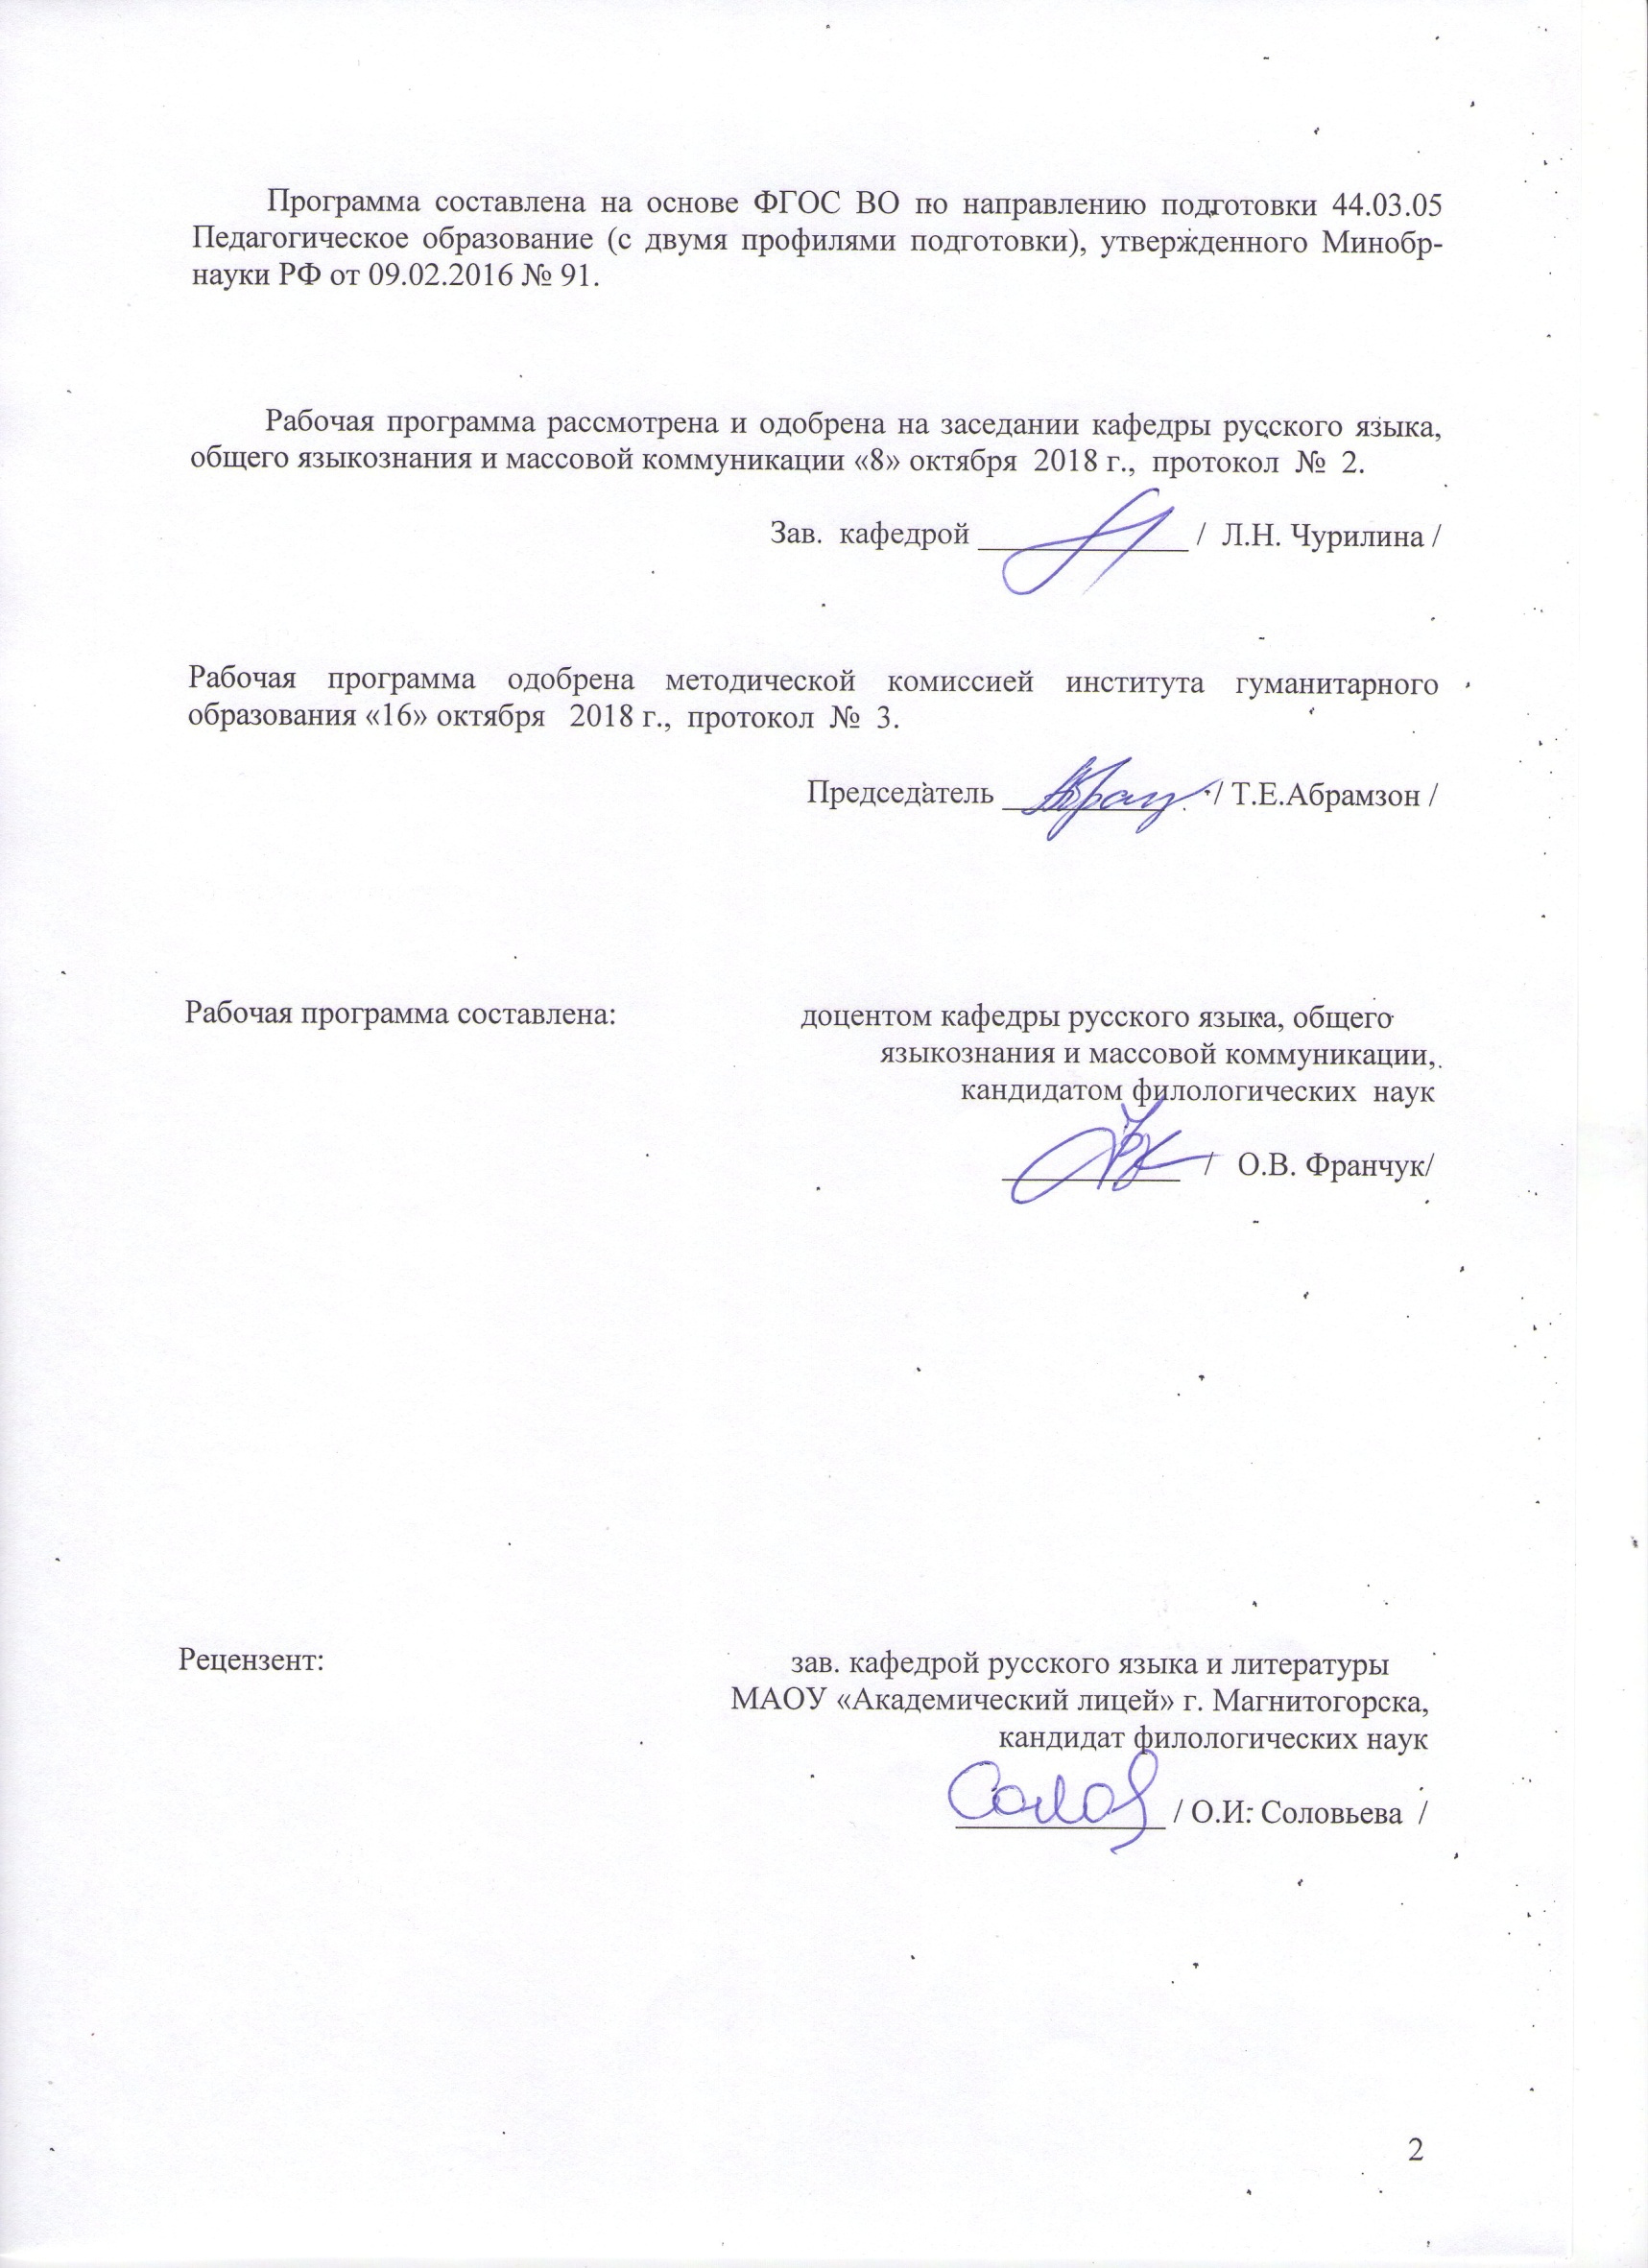 Программа составлена на основе ФГОС ВО по направлению подготовки 44.03.05
Педагогическое образование (с двумя профилями подготовки), утвержденного Минобр-
науки РФ от 09.02.2016 № 91.
Рабочая программа рассмотрена и одобрена на заседании кафедры русского языка,
общего языкознания и массовой коммуникации «8» октября 2018 г., протокол № 2.
Зав. кафедрой _____________ / Л.Н. Чурилина /
Рабочая программа одобрена методической комиссией института гуманитарного
образования «16» октября 2018 г., протокол № 3.
Председатель ___________ / Т.Е.Абрамзон /
Рабочая программа составлена: доцентом кафедры русского языка, общего
языкознания и массовой коммуникации,
кандидатом филологических наук
___________ / О.В. Франчук/
Рецензент: зав. кафедрой русского языка и литературы
МАОУ «Академический лицей» г. Магнитогорска,
кандидат филологических наук
_____________ / О.И. Соловьева /
2